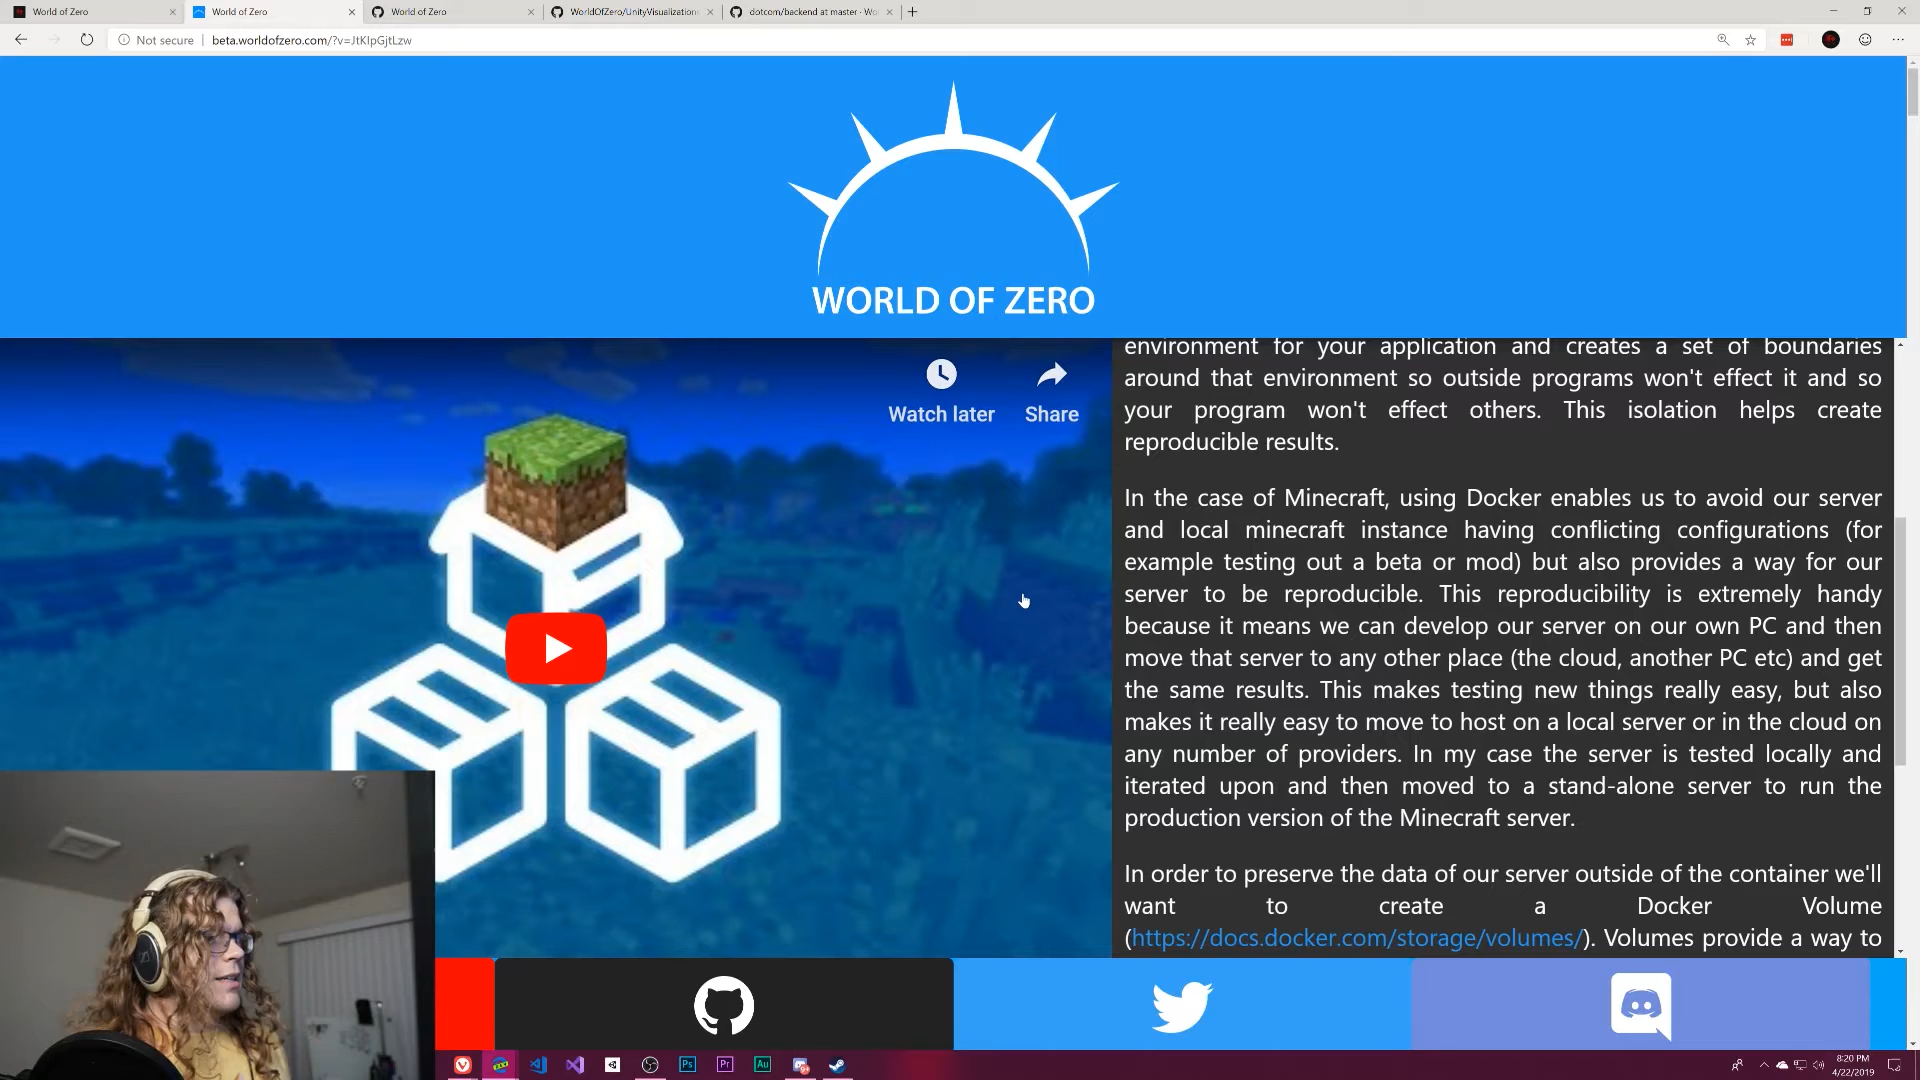 World of Zero
World of Zero
World of Zero
WorldOfZero/UnityVisualization
dotcom/backend at master · Wo
Not secure
beta.worldofzero.com/?v=JtKlpGjtLzw
WORLD OF ZERO
Watch later
Share
environment for your application and creates a set of boundaries
around that environment so outside programs won't effect it and so
your program won't effect others. This isolation helps create
reproducible results.
In the case of Minecraft, using Docker enables us to avoid our server
and local minecraft instance having conflicting configurations (for
example testing out a beta or mod) but also provides a way for our
server to be reproducible. This reproducibility is extremely handy
because it means we can develop our server on our own PC and then
move that server to any other place (the cloud, another PC etc) and get
the same results. This makes testing new things really easy, but also
makes it really easy to move to host on a local server or in the cloud on
any number of providers. In my case the server is tested locally and
iterated upon and then moved to a stand-alone server to run the
production version of the Minecraft server.
In order to preserve the data of our server outside of the container we'll
want to create a Docker Volume
(https://docs.docker.com/storage/volumes/). Volumes provide a way to
Ps
Pr
Au
8:20 PM
4/22/2019